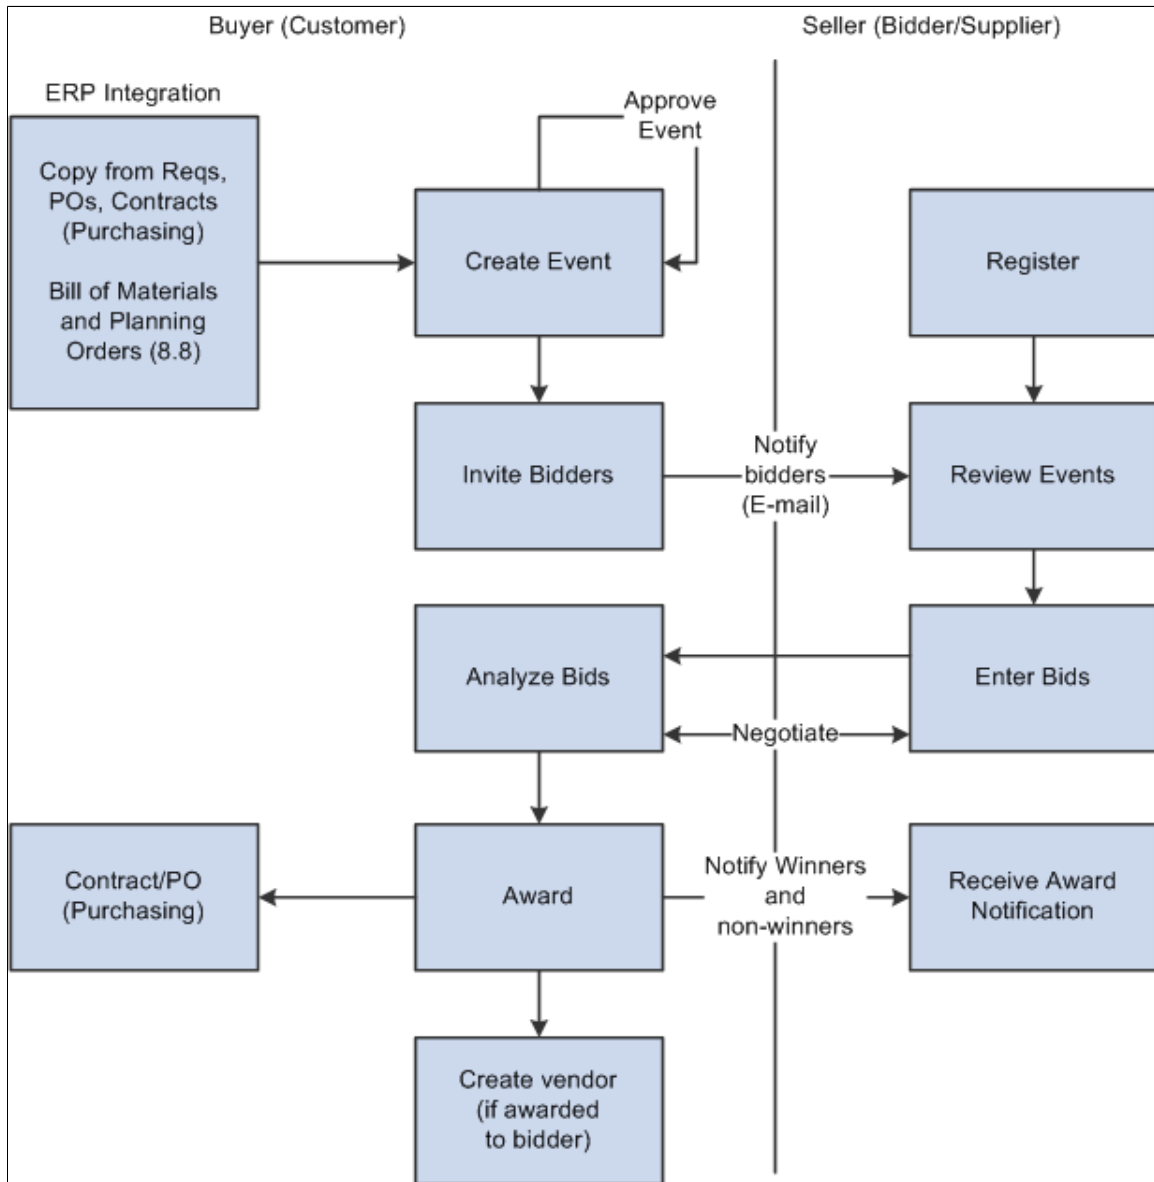 Buyer (Customer)
Seller (Bidder/Supplier)
ERP Integration
Copy from Reqs,
POs, Contracts
(Purchasing)
Bill of Materials
and Planning
Orders (8.8)
Approve
Event
Create Event
Register
Invite Bidders
Notify
bidders
(E-mail)
Review Events
Analyze Bids
Enter Bids
Negotiate
Contract/PO
(Purchasing)
Award
Notify Winners
and
non-winners
Receive Award
Notification
Create vendor
(if awarded
to bidder)